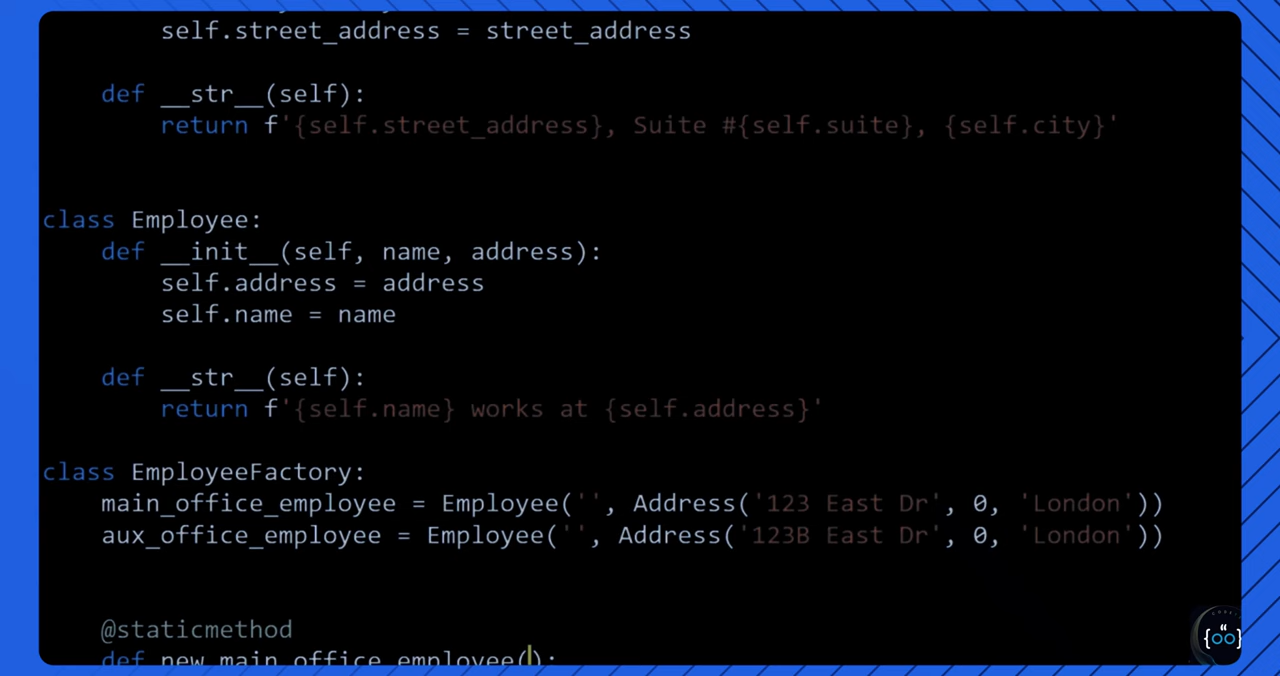 self.street_address = street_address
def __str__(self):
return f'{self.street_address}, Suite #{self.suite}, {self.city}'
class Employee:
def __init__(self, name, address):
self.address = address
self.name = name
def __str__(self):
return f'{self.name} works at {self.address}'
class EmployeeFactory:
main_office_employee = Employee('', Address('123 East Dr', 0, 'London'))
aux_office_employee = Employee('', Address('123B East Dr', 0, 'London'))
@staticmethod
def new_main_office_employee():